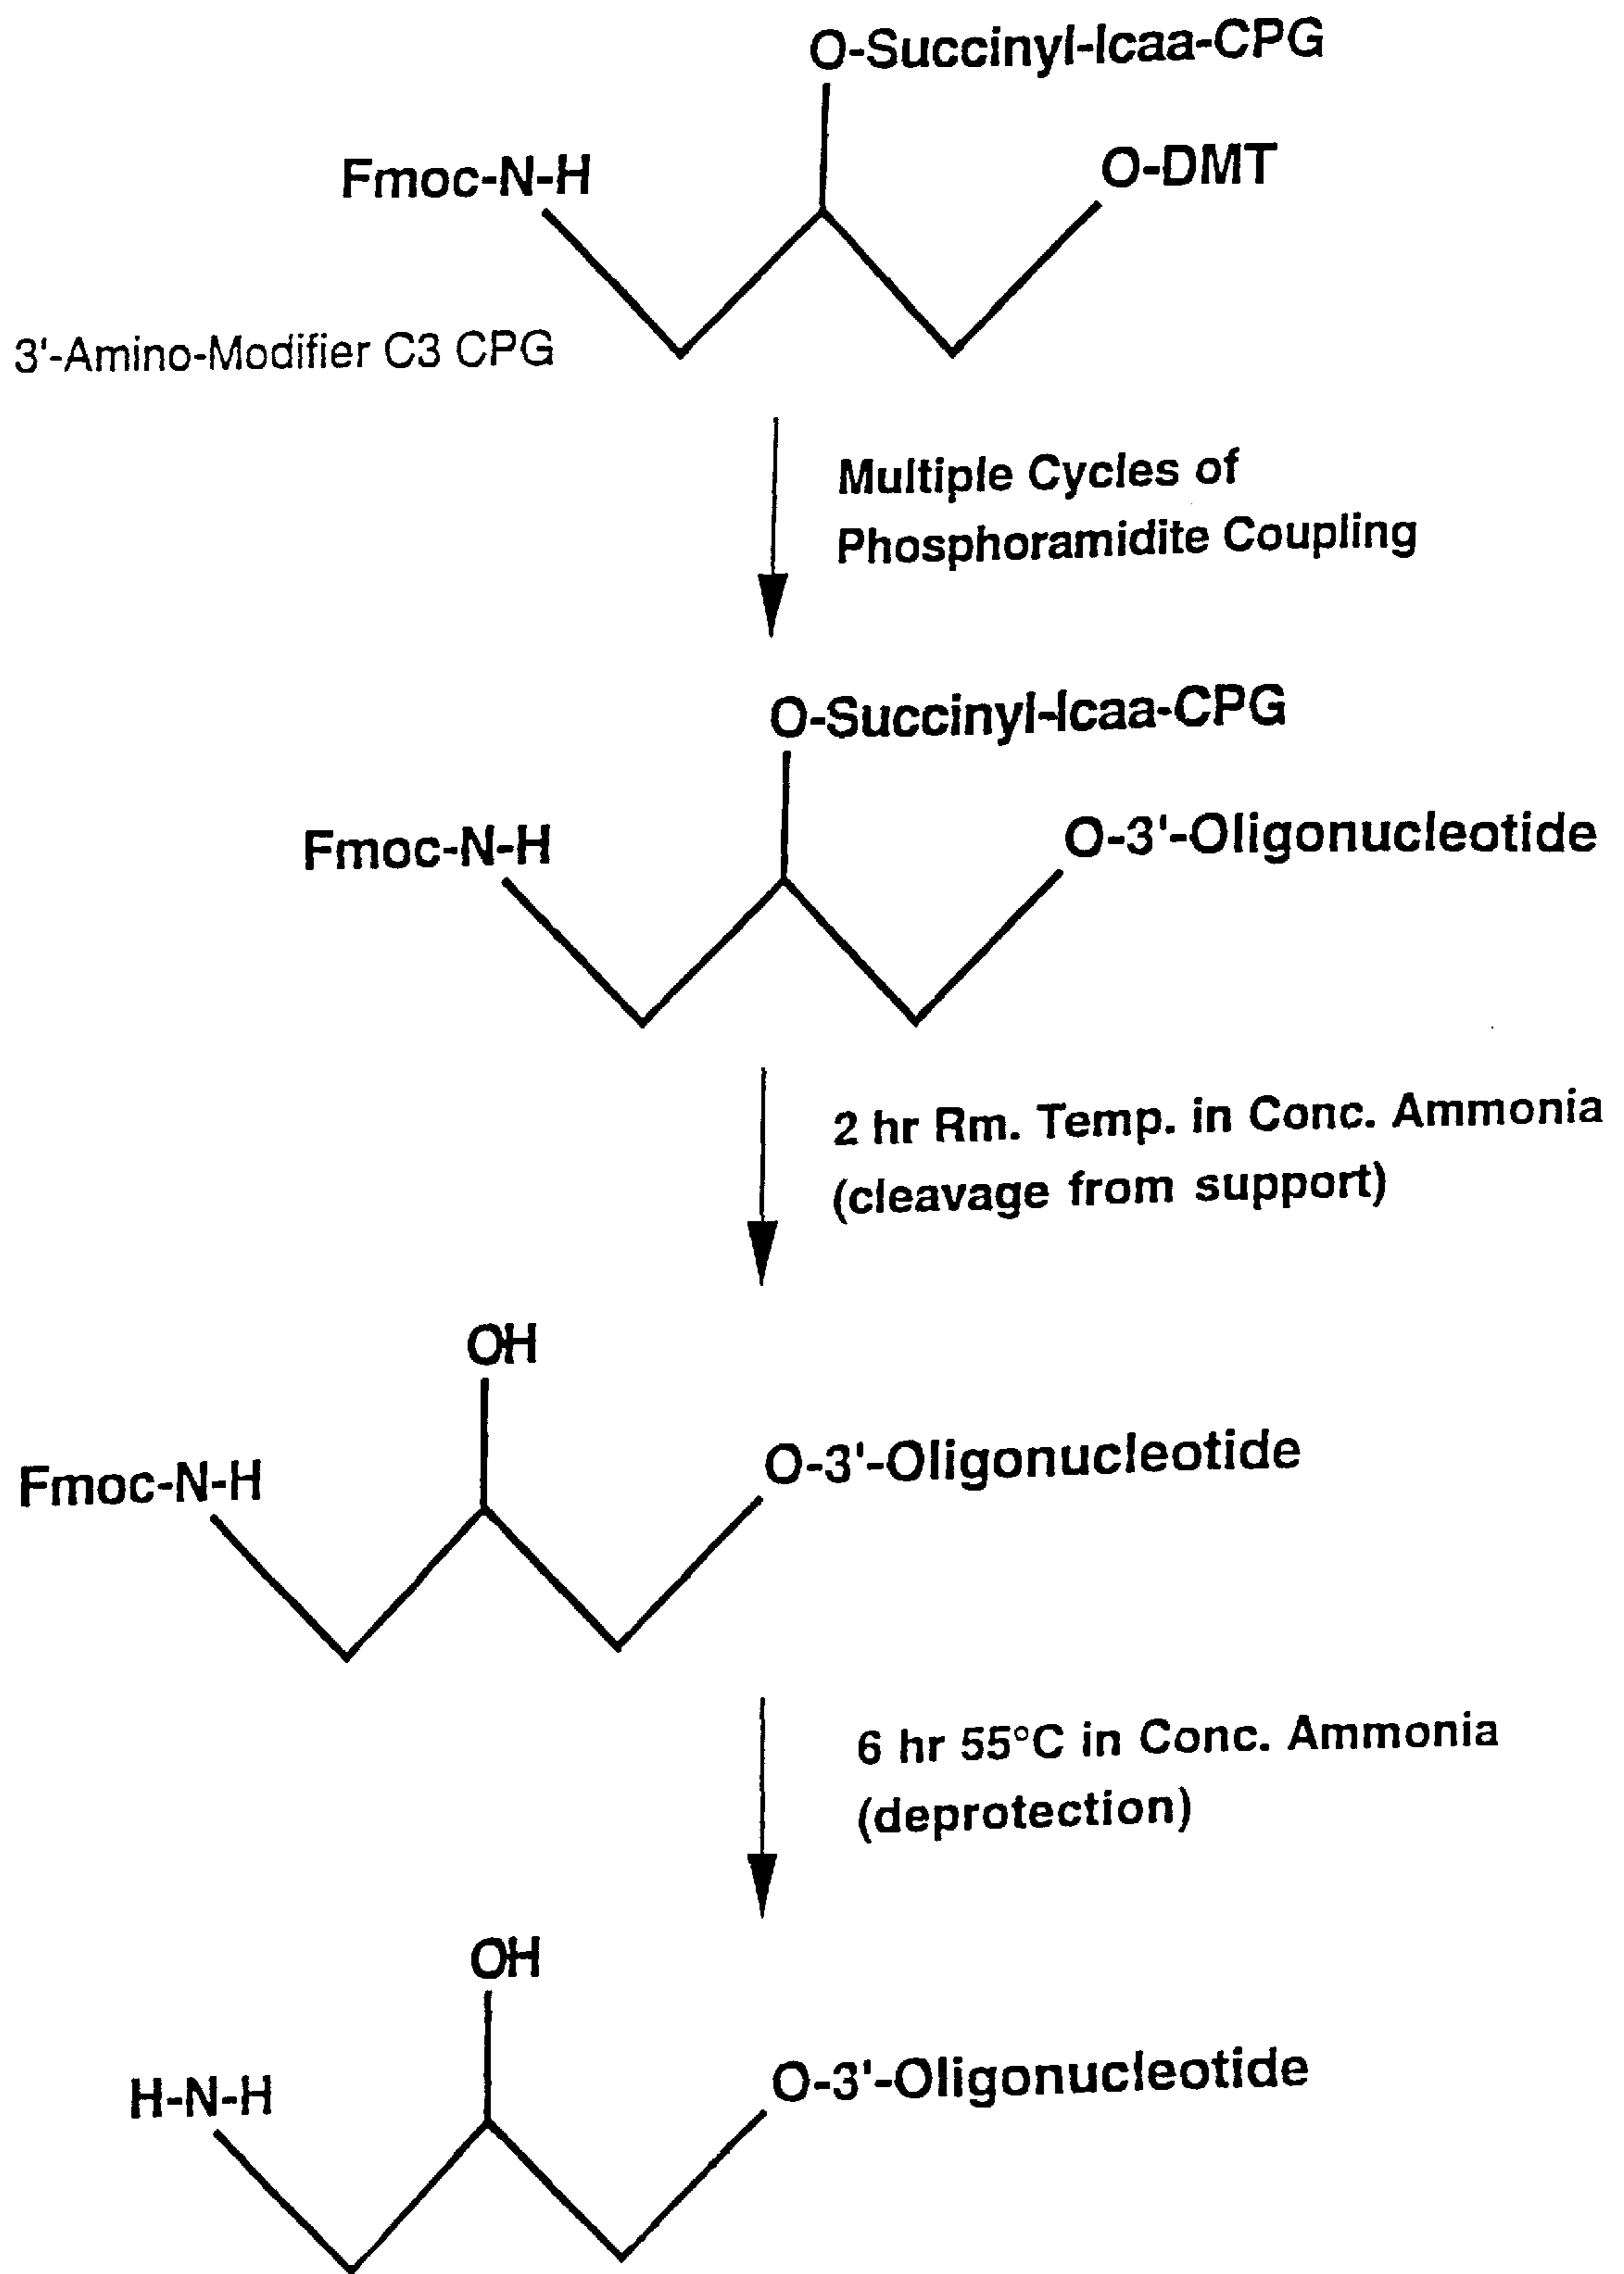 O-Succinyl-lcaa-CPG
Fmoc-N-H
O-DMT
3'-Amino-Modifier C3 CPG
Multiple Cycles of
Phosphoramidite Coupling
O-Succinyl-lcaa-CPG
Fmoc-N-H
O-3'-Oligonucleotide
2 hr Rm. Temp. in Conc. Ammonia
(cleavage from support)
OH
Fmoc-N-H
O-3'-Oligonucleotide
6 hr 55°C in Conc. Ammonia
(deprotection)
OH
H-N-H
O-3'-Oligonucleotide